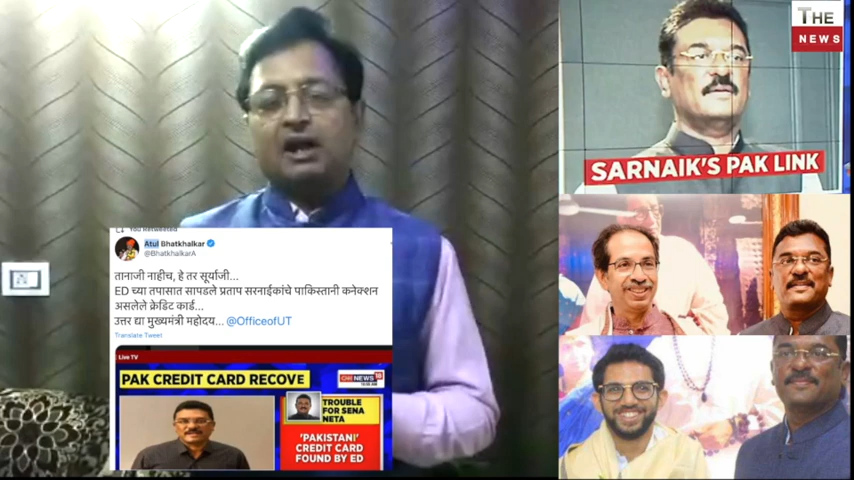 THE
NEWS
SARNAIK'S PAK LINK
You Retweeted
Atul Bhatkhalkar
@BhatkhalkarA
तानाजी नाहीच, हे तर सूर्याजी...
ED च्या तपासात सापडले प्रताप सरनाईकांचे पाकिस्तानी कनेक्शन
असलेले क्रेडिट कार्ड...
उत्तर द्या मुख्यमंत्री महोदय... @OfficeofUT
Translate Tweet
Live TV
PAK CREDIT CARD RECOVE
CNN NEWS 18
TROUBLE
FOR SENA
NETA
'PAKISTANI'
CREDIT CARD
FOUND BY ED